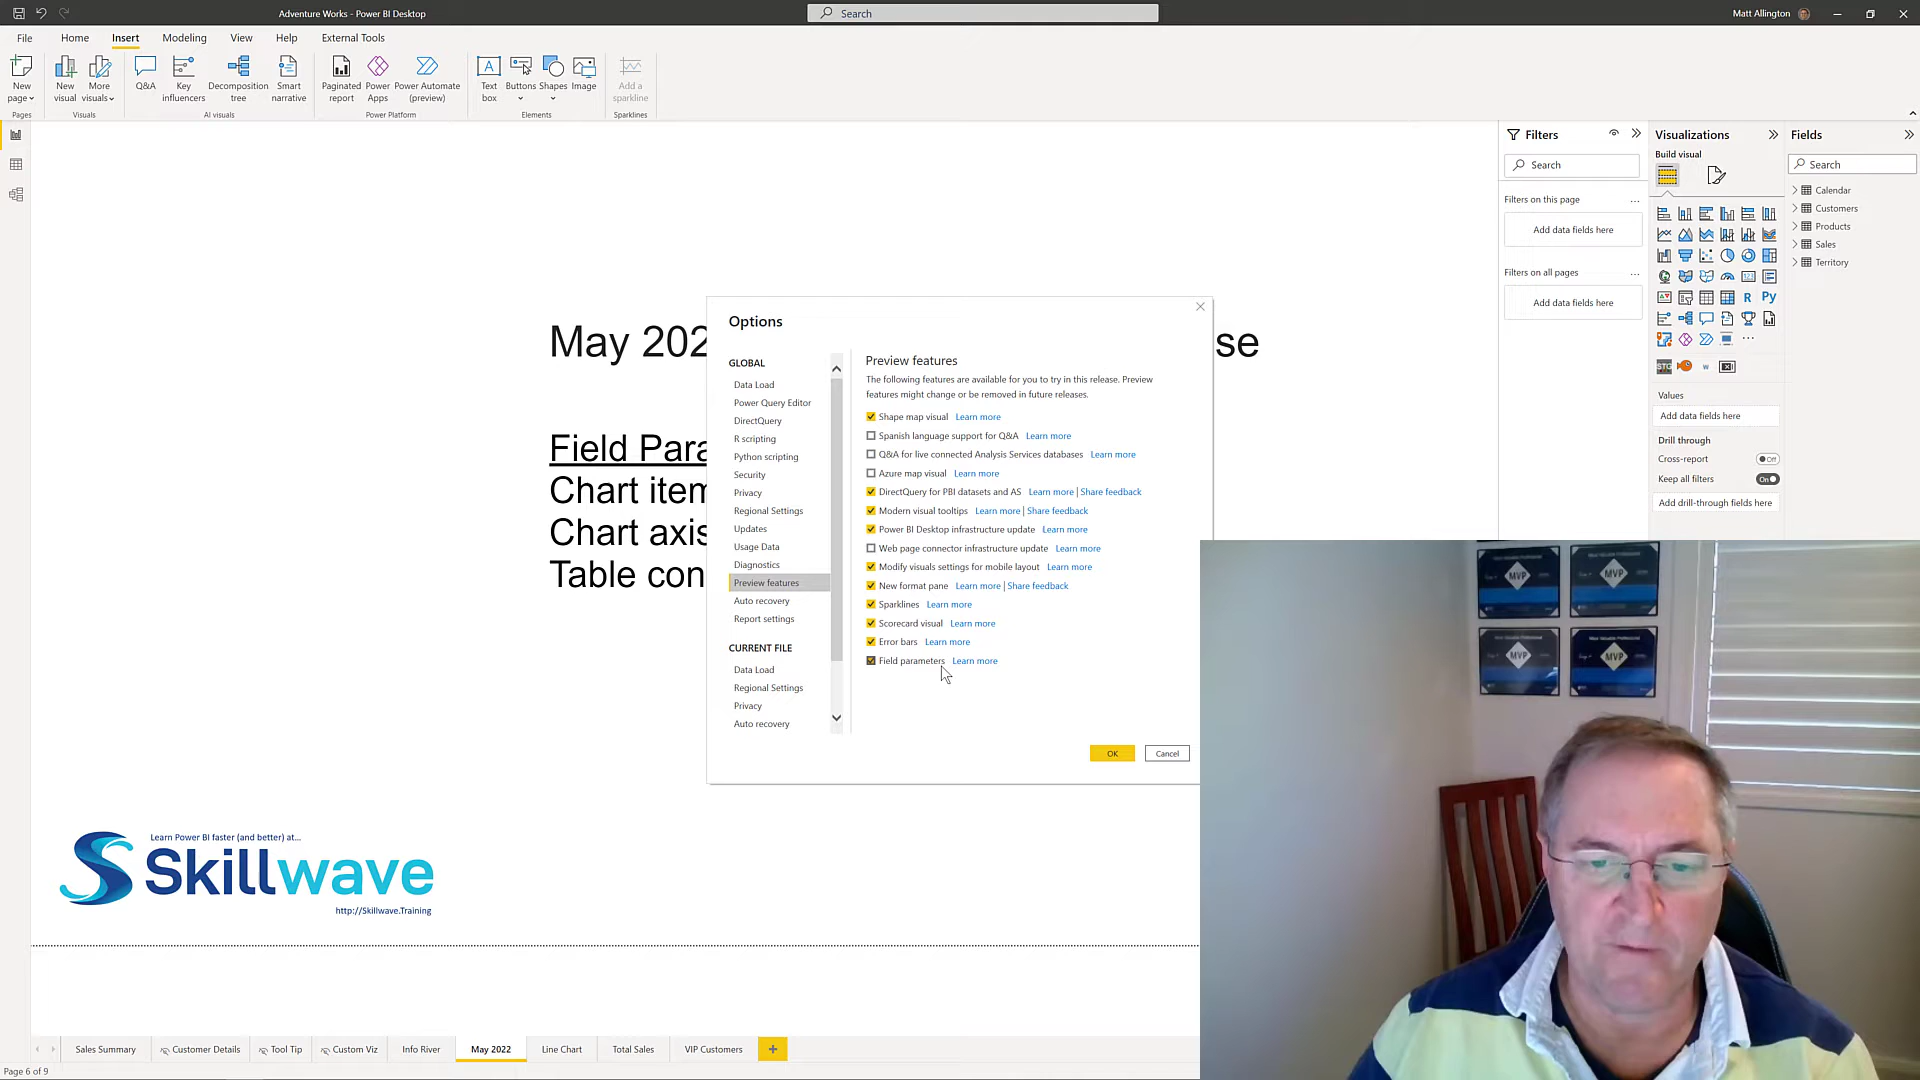 Adventure Works - Power BI Desktop
Search
Matt Allington
File
Home
Insert
Modeling
View
Help
External Tools
New page
New visual
More visuals
Q&A
Key influencers
Decomposition tree
Smart narrative
Paginated report
Power Apps
Power Automate (preview)
Text box
Buttons
Shapes
Image
Add a sparkline
Pages
Visuals
AI visuals
Power Platform
Elements
Sparklines
Filters
Search
Filters on this page
Add data fields here
Filters on all pages
Add data fields here
Visualizations
Build visual
R
Py
Values
Add data fields here
Drill through
Cross-report
Off
Keep all filters
On
Add drill-through fields here
Fields
Search
Calendar
Customers
Products
Sales
Territory
May 202
se
Field Para
Chart item
Chart axis
Table con
Options
GLOBAL
Data Load
Power Query Editor
DirectQuery
R scripting
Python scripting
Security
Privacy
Regional Settings
Updates
Usage Data
Diagnostics
Preview features
Auto recovery
Report settings
CURRENT FILE
Data Load
Regional Settings
Privacy
Auto recovery
Preview features
The following features are available for you to try in this release. Preview
features might change or be removed in future releases.
Shape map visual Learn more
Spanish language support for Q&A Learn more
Q&A for live connected Analysis Services databases Learn more
Azure map visual Learn more
DirectQuery for PBI datasets and AS Learn more | Share feedback
Modern visual tooltips Learn more | Share feedback
Power BI Desktop infrastructure update Learn more
Web page connector infrastructure update Learn more
Modify visuals settings for mobile layout Learn more
New format pane Learn more | Share feedback
Sparklines Learn more
Scorecard visual Learn more
Error bars Learn more
Field parameters Learn more
OK
Cancel
MVP
MVP
MVP
MVP
Learn Power BI faster (and better) at...
Skillwave
http://Skillwave.Training
Sales Summary
Customer Details
Tool Tip
Custom Viz
Info River
May 2022
Line Chart
Total Sales
VIP Customers
Page 6 of 9